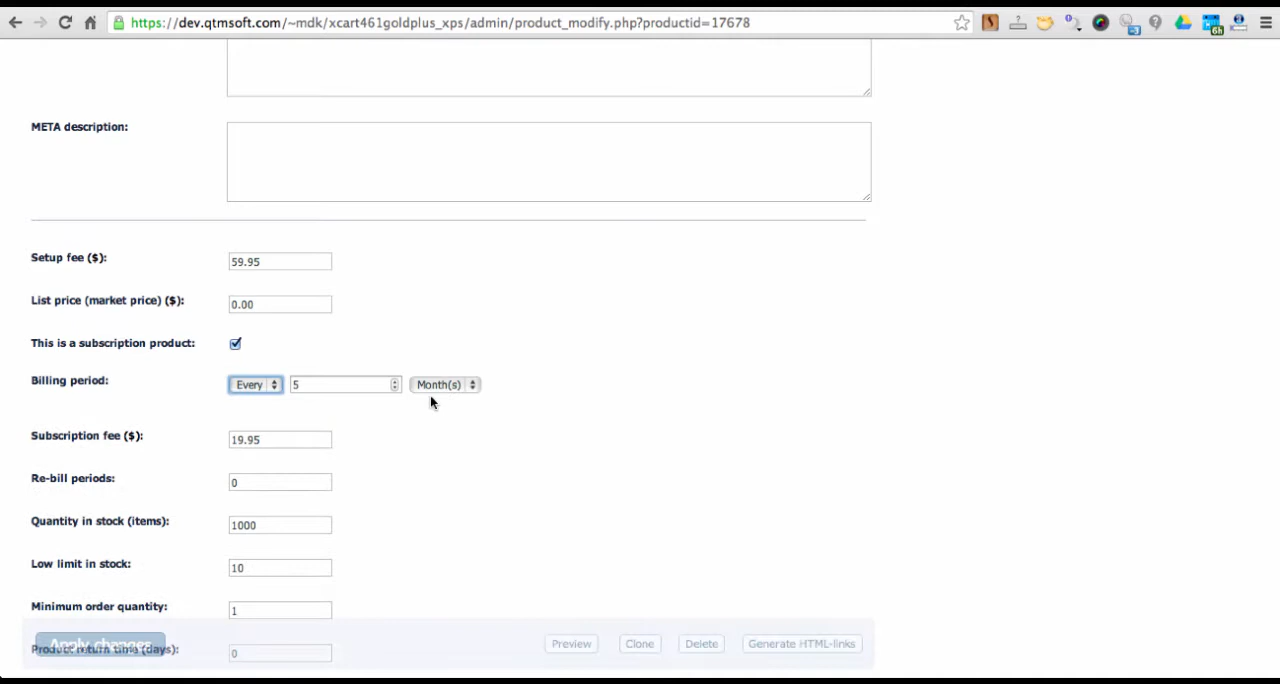 https://dev.qtmsoft.com/~mdk/xcart461goldplus_xps/admin/product_modify.php?productid=17678
6h
META description:
Setup fee ($): 59.95
List price (market price) ($): 0.00
This is a subscription product:
Billing period: Every 5 Month(s)
Subscription fee ($): 19.95
Re-bill periods: 0
Quantity in stock (items): 1000
Low limit in stock: 10
Minimum order quantity: 1
Apply changes Preview Clone Delete Generate HTML-links
Product return time (days): 0